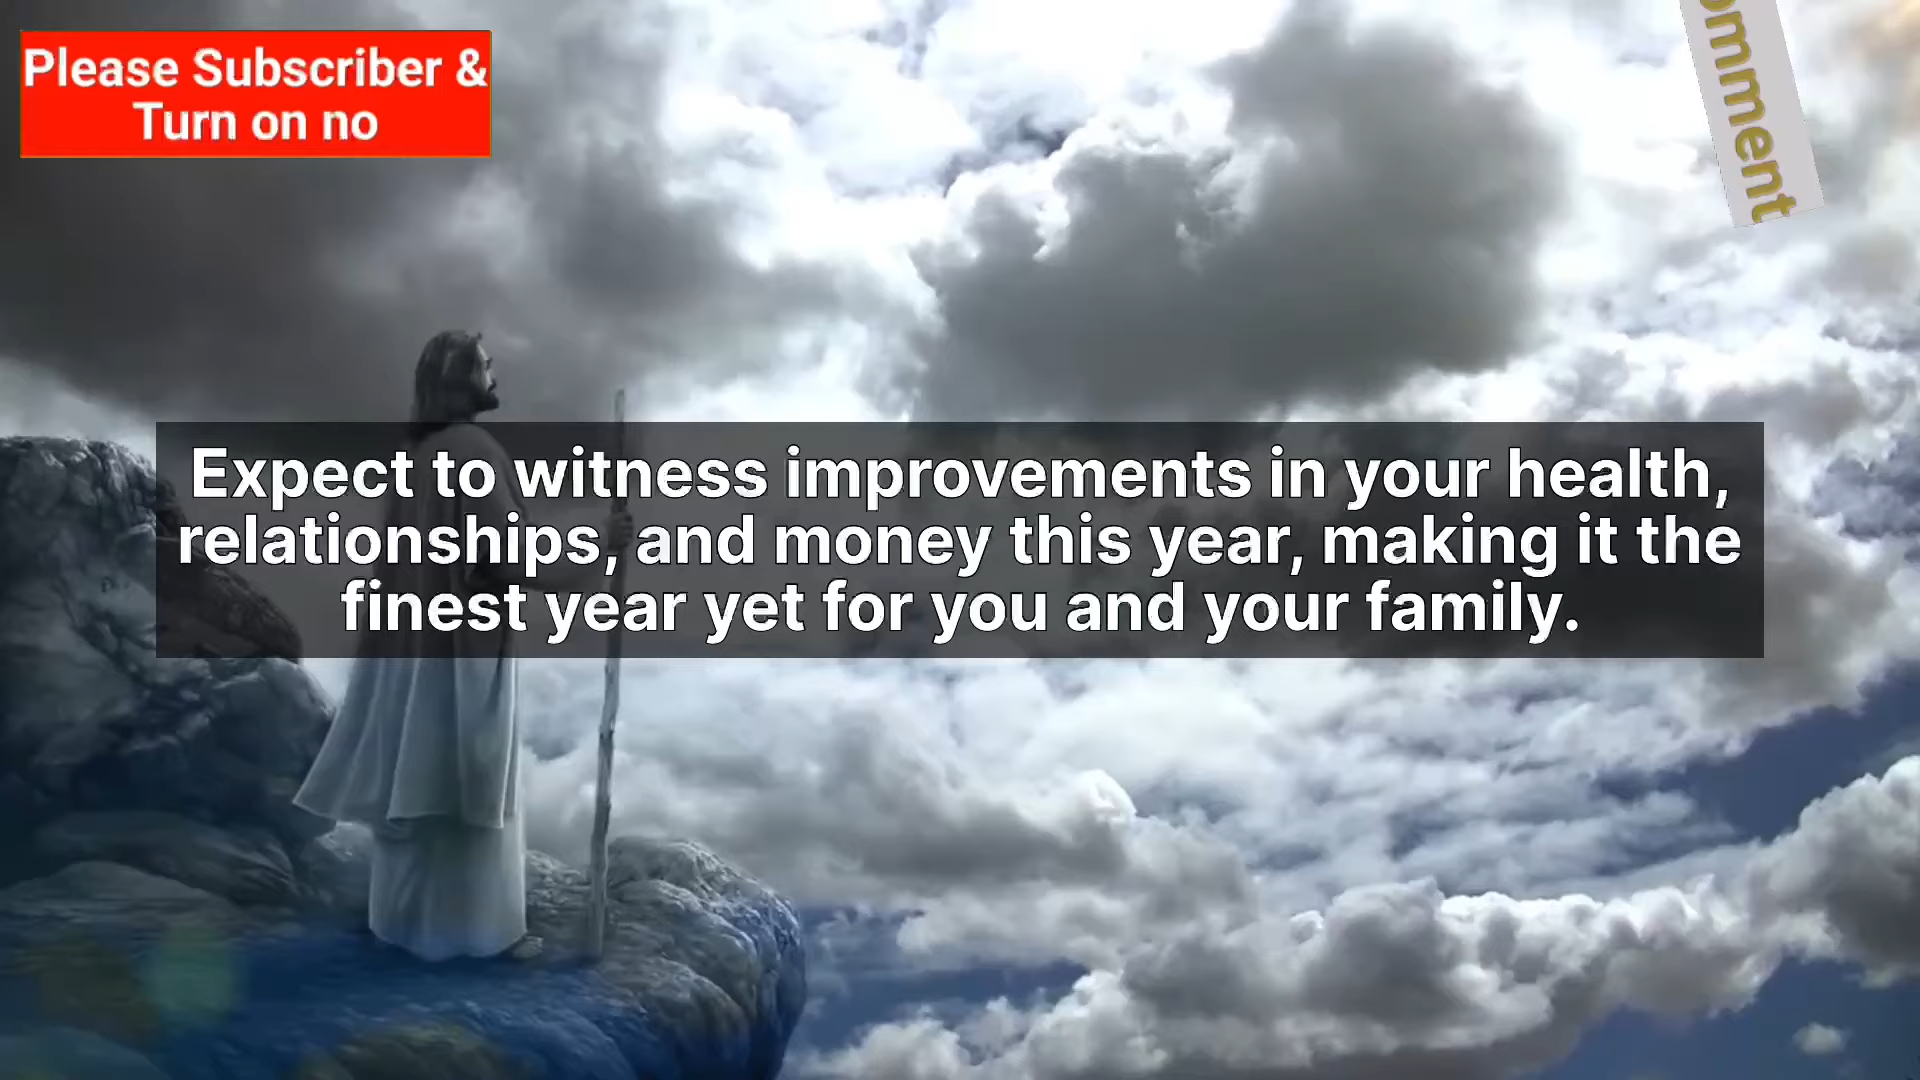 Please Subscriber &
Turn on no
omment
Expect to witness improvements in your health,
relationships, and money this year, making it the
finest year yet for you and your family.